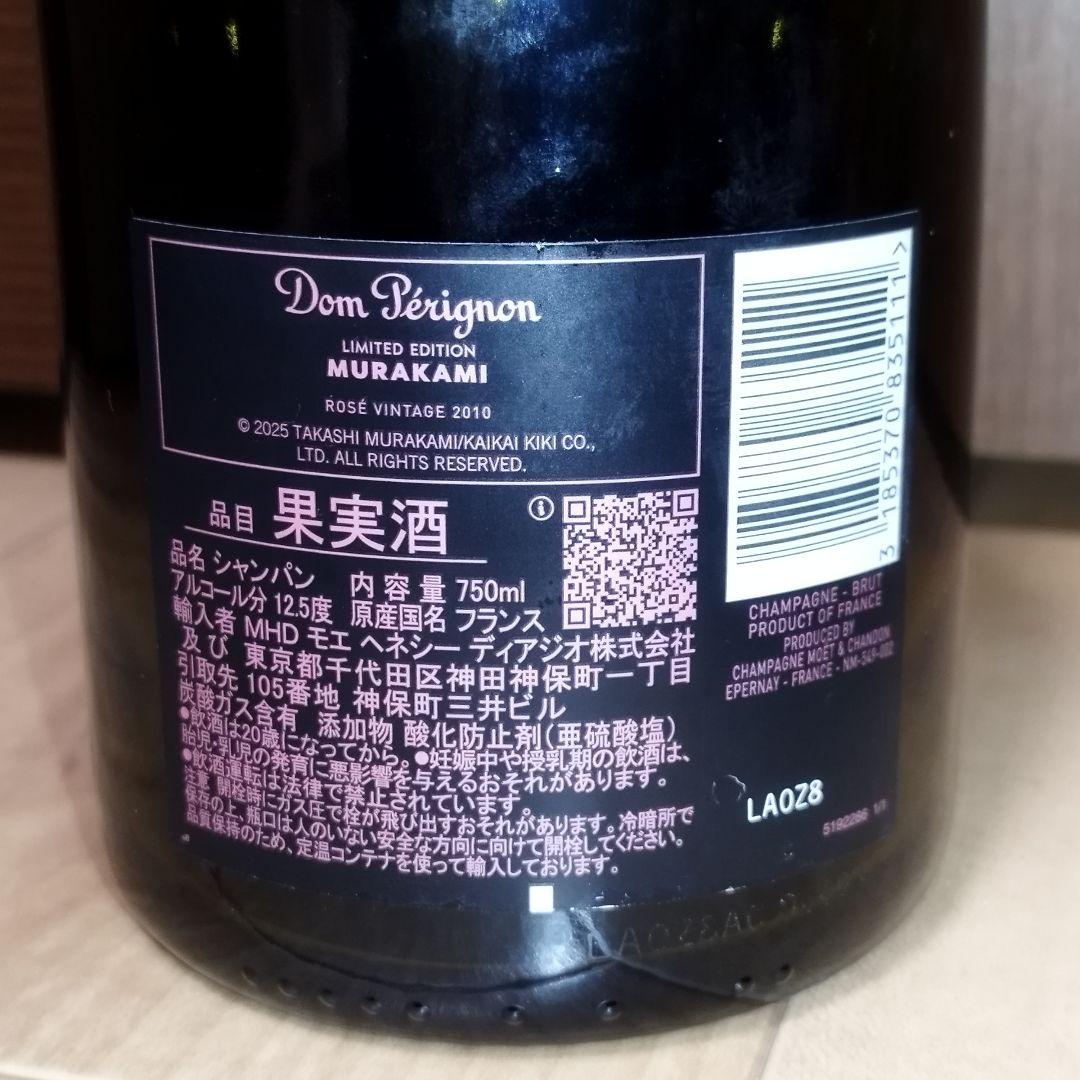 Dom Pérignon
LIMITED EDITION
MURAKAMI
ROSÉ VINTAGE 2010
© 2025 TAKASHI MURAKAMI/KAIKAI KIKI CO.,
LTD. ALL RIGHTS RESERVED.
品目 果実酒
品名 シャンパン 内容量 750ml
アルコール分 12.5度 原産国名 フランス
輸入者 MHD モエ ヘネシー ディアジオ株式会社
及び 東京都千代田区神田神保町一丁目
引取先 105番地 神保町三井ビル
炭酸ガス含有 添加物 酸化防止剤(亜硫酸塩)
●飲酒は20歳になってから。●妊娠中や授乳期の飲酒は、
胎児・乳児の発育に悪影響を与えるおそれがあります。
●飲酒運転は法律で禁止されています。
注意 開栓時にガス圧で栓が飛び出すおそれがあります。冷暗所で
保存の上、瓶口は人のいない安全な方向に向けて開栓してください。
品質保持のため、定温コンテナを使って輸入しております。
3 185370 835111 >
CHAMPAGNE - BRUT
PRODUCT OF FRANCE
PRODUCED BY
CHAMPAGNE MOËT & CHANDON
EPERNAY - FRANCE - NM-349-002
LAOZ8
5192266 1/1